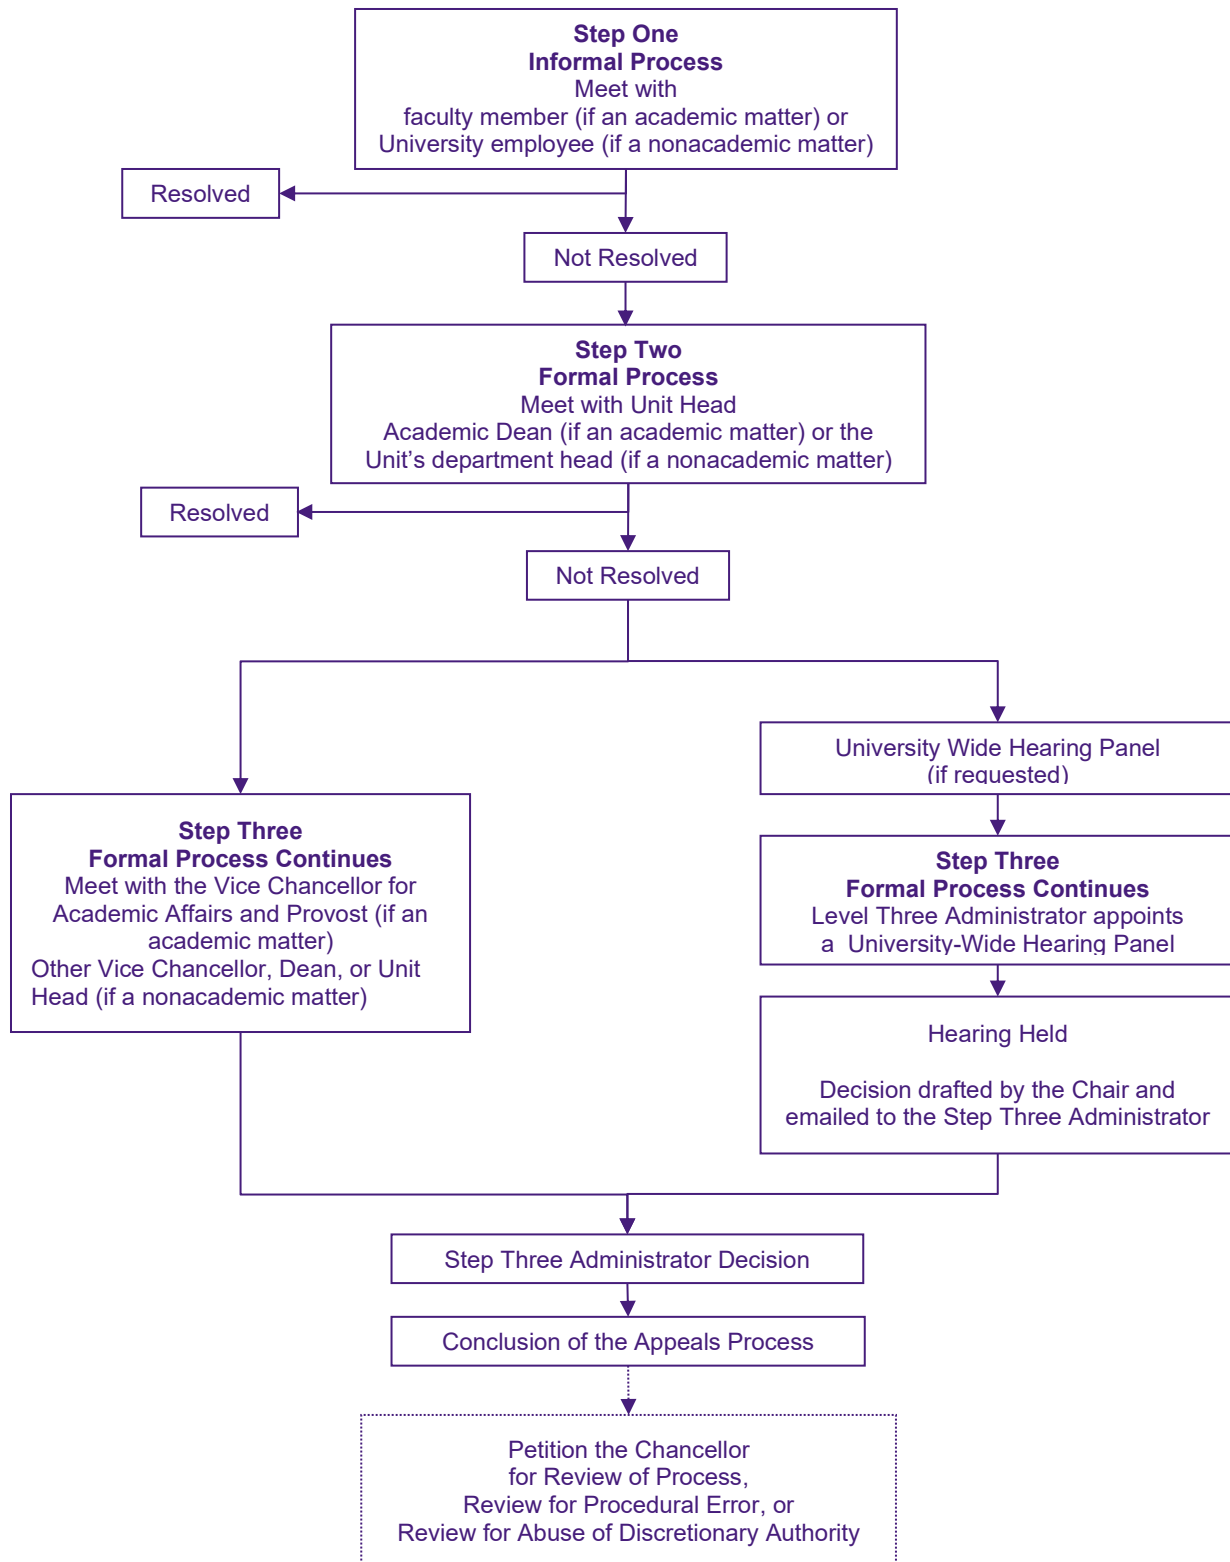 Step One
Informal Process
Meet with
faculty member (if an academic matter) or
University employee (if a nonacademic matter)
Resolved
Not Resolved
Step Two
Formal Process
Meet with Unit Head
Academic Dean (if an academic matter) or the
Unit’s department head (if a nonacademic matter)
Resolved
Not Resolved
University Wide Hearing Panel
(if requested)
Step Three
Formal Process Continues
Meet with the Vice Chancellor for
Academic Affairs and Provost (if an
academic matter)
Other Vice Chancellor, Dean, or Unit
Head (if a nonacademic matter)
Step Three
Formal Process Continues
Level Three Administrator appoints
a University-Wide Hearing Panel
Hearing Held
Decision drafted by the Chair and
emailed to the Step Three Administrator
Step Three Administrator Decision
Conclusion of the Appeals Process
Petition the Chancellor
for Review of Process,
Review for Procedural Error, or
Review for Abuse of Discretionary Authority